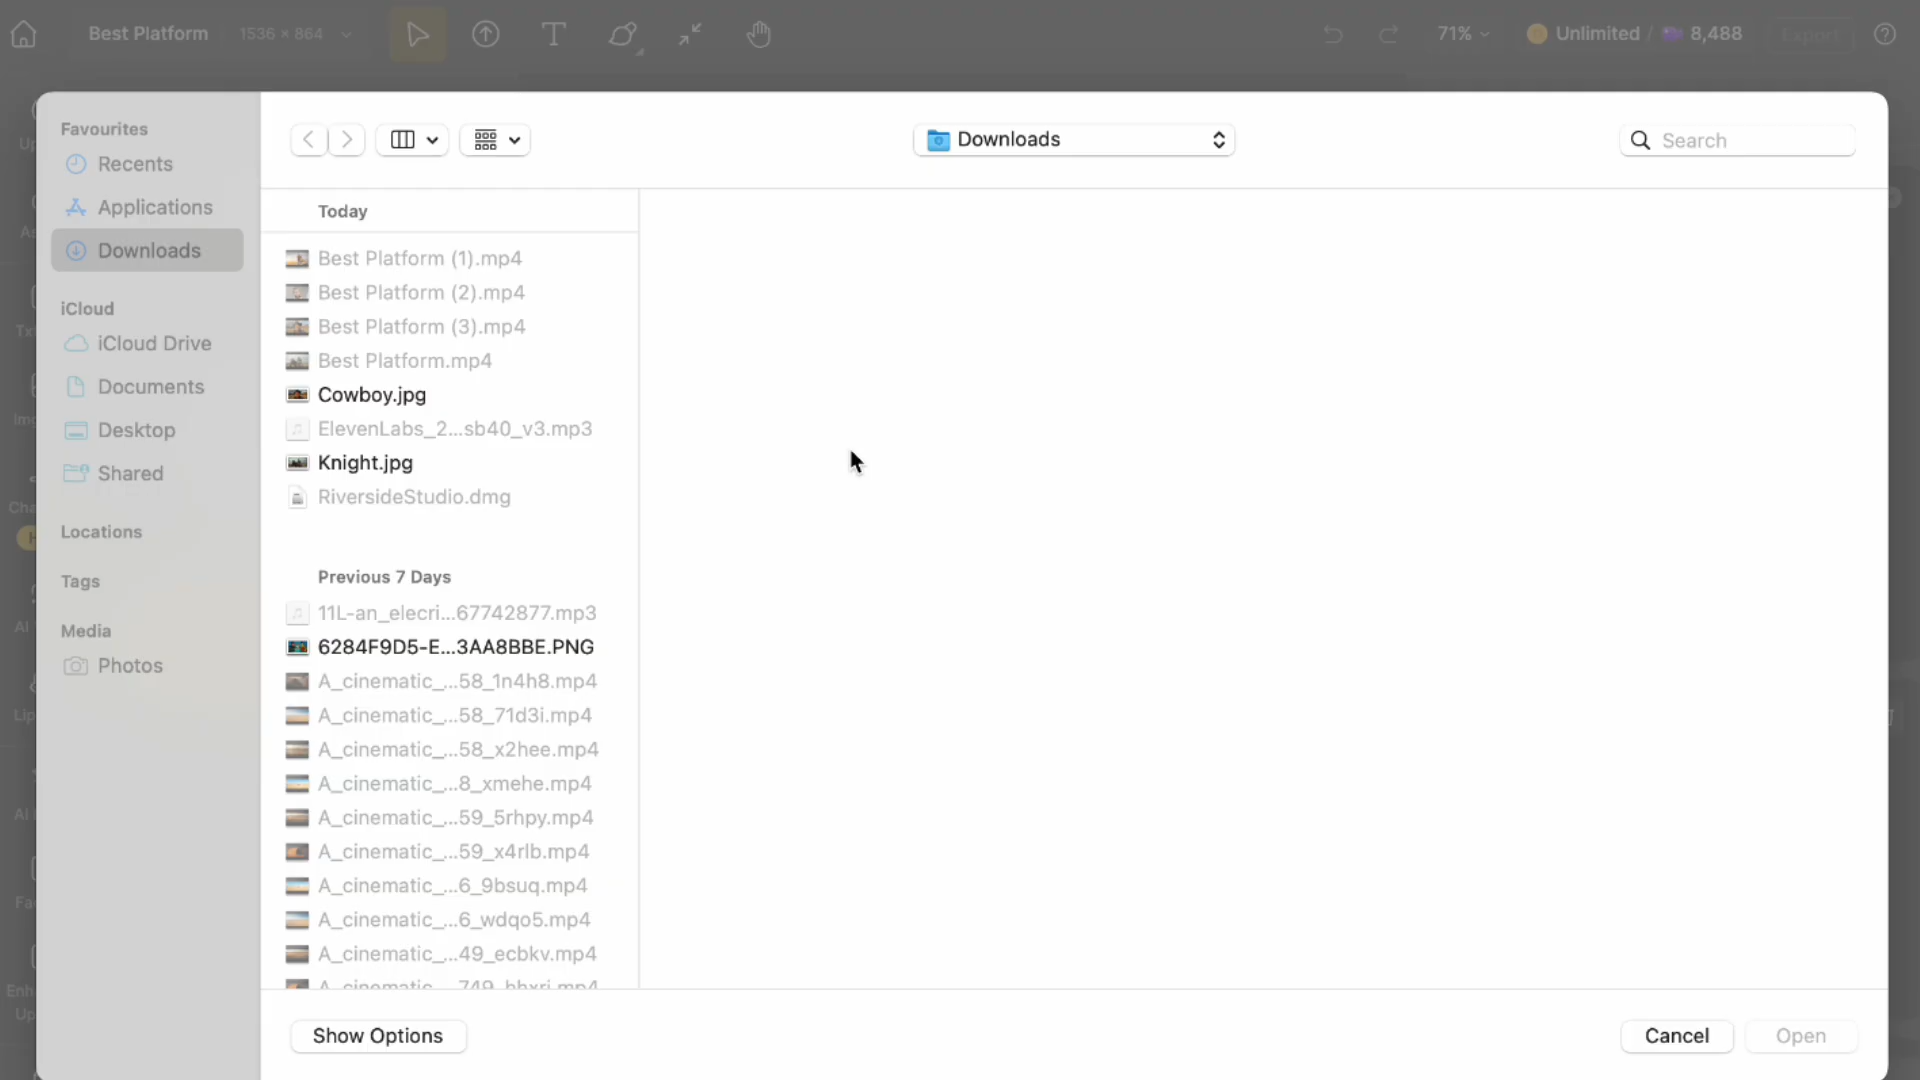 Best Platform 1536 × 864
71% Unlimited / 8,488 Export
Favourites
Recents
Applications
Downloads
iCloud
iCloud Drive
Documents
Desktop
Shared
Locations
Tags
Media
Photos
Downloads
Search
Today
Best Platform (1).mp4
Best Platform (2).mp4
Best Platform (3).mp4
Best Platform.mp4
Cowboy.jpg
ElevenLabs_2...sb40_v3.mp3
Knight.jpg
RiversideStudio.dmg
Previous 7 Days
11L-an_elecri...67742877.mp3
6284F9D5-E...3AA8BBE.PNG
A_cinematic_...58_1n4h8.mp4
A_cinematic_...58_71d3i.mp4
A_cinematic_...58_x2hee.mp4
A_cinematic_...8_xmehe.mp4
A_cinematic_...59_5rhpy.mp4
A_cinematic_...59_x4rlb.mp4
A_cinematic_...6_9bsuq.mp4
A_cinematic_...6_wdqo5.mp4
A_cinematic_...49_ecbkv.mp4
Show Options
Cancel
Open